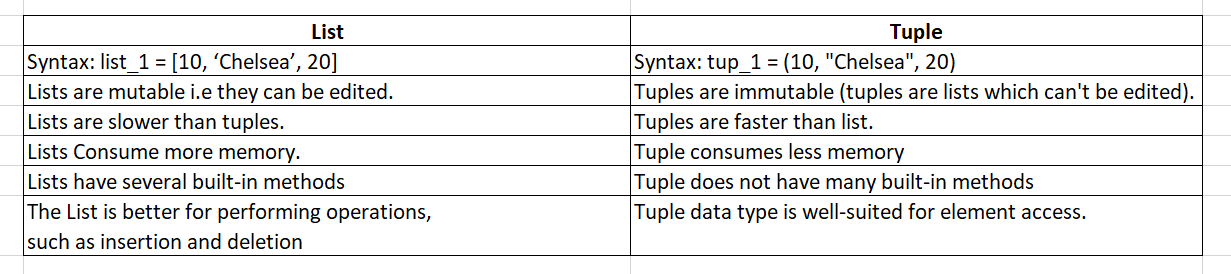 List Tuple
Syntax: list_1 = [10, ‘Chelsea’, 20] Syntax: tup_1 = (10, "Chelsea", 20)
Lists are mutable i.e they can be edited. Tuples are immutable (tuples are lists which can't be edited).
Lists are slower than tuples. Tuples are faster than list.
Lists Consume more memory. Tuple consumes less memory
Lists have several built-in methods Tuple does not have many built-in methods
The List is better for performing operations, Tuple data type is well-suited for element access.
such as insertion and deletion